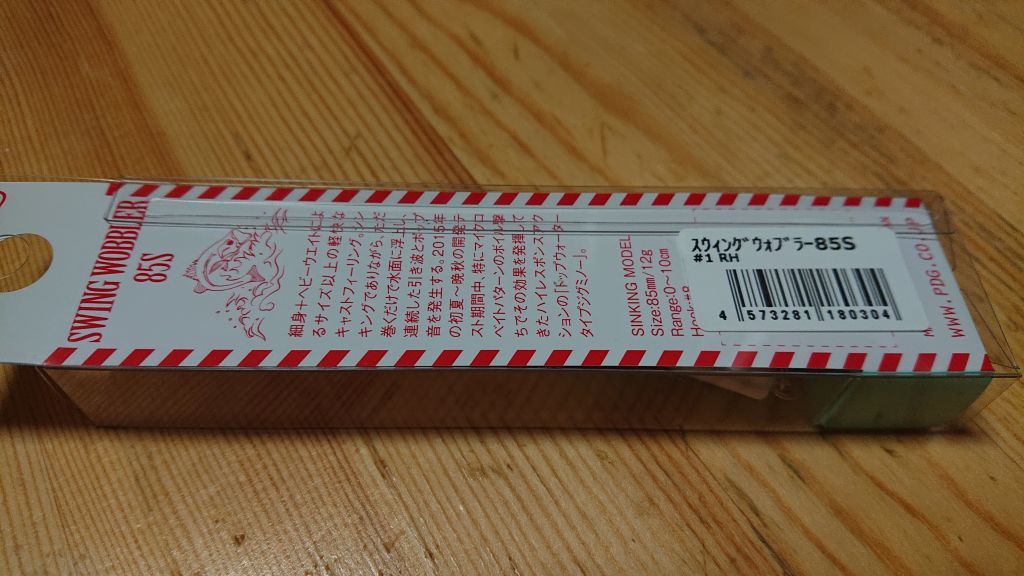 SWING WOBBLER
85S
細身+ヘビーウエイトによ
るサイズ以上の軽快な
キャストフィーリング。シン
キングでありながら、ただ
巻くだけで水面に浮上し、
連続した引き波とポップ
音を発生する。2015年
の初夏〜晩秋の開発テ
スト期間中、特にマイクロ
ベイトパターンのボイル撃
ちでその効果を発揮して
きたハイレスポンスアク
ションの「トップウォーター
タイプシンキングミノー」。
SINKING MODEL
Size:85mm/12g
Range:0〜10cm
スウィングウォブラー85S
#1 RH
4 573281 180304
WWW.PDG.CO.JP